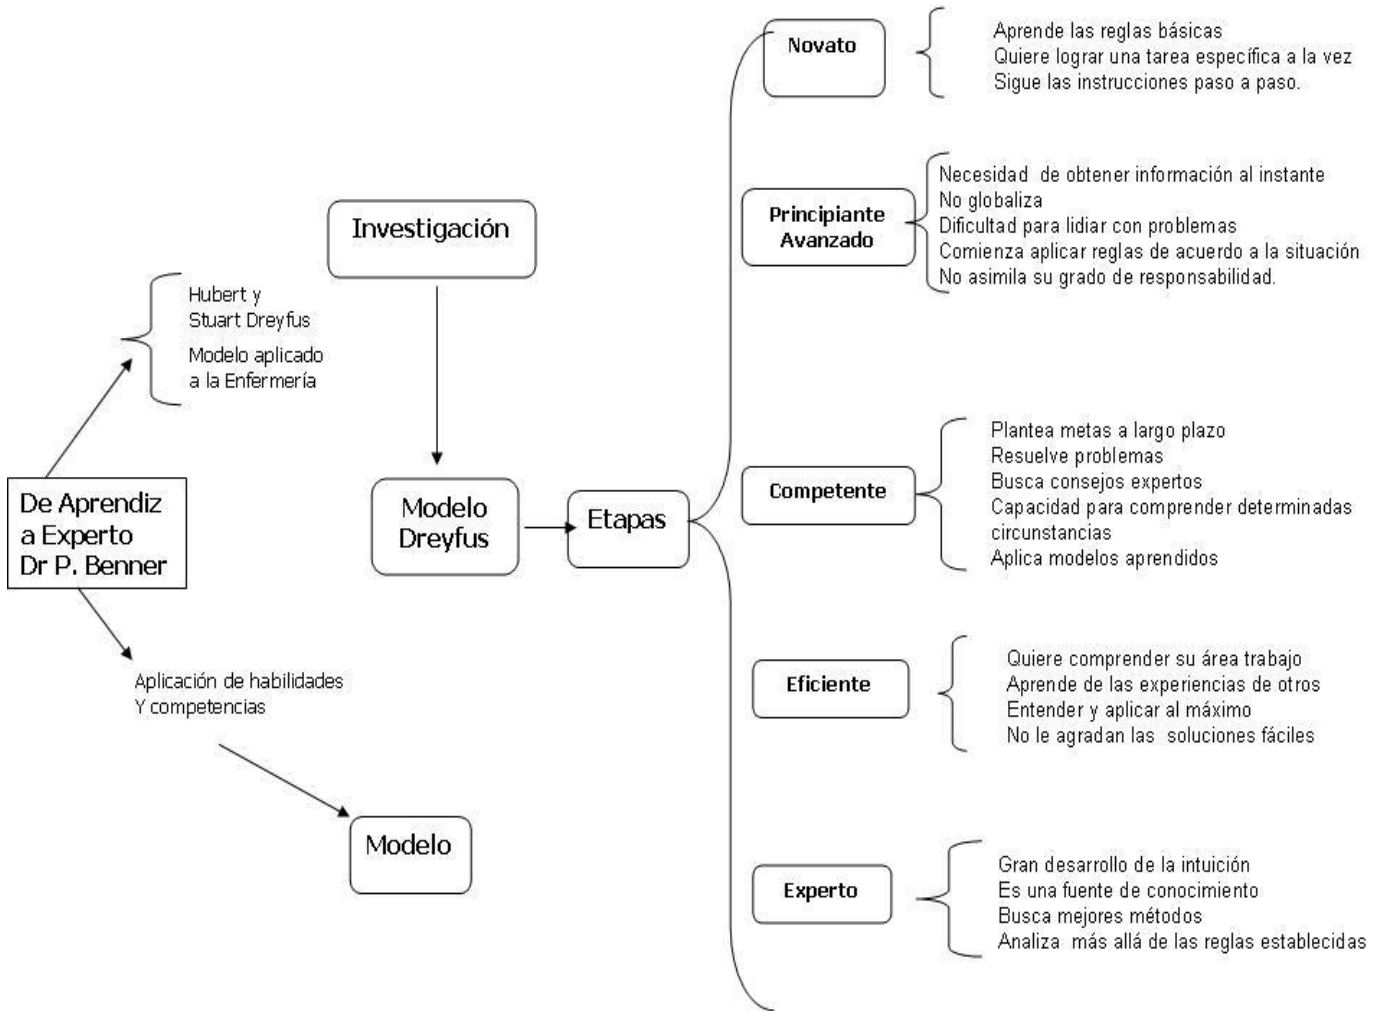 De Aprendiz
a Experto
Dr P. Benner
Hubert y
Stuart Dreyfus
Modelo aplicado
a la Enfermería
Aplicación de habilidades
Y competencias
Modelo
Investigación
Modelo
Dreyfus
Etapas
Novato
Aprende las reglas básicas
Quiere lograr una tarea específica a la vez
Sigue las instrucciones paso a paso.
Principiante
Avanzado
Necesidad  de obtener información al instante
No globaliza
Dificultad para lidiar con problemas
Comienza aplicar reglas de acuerdo a la situación
No asimila su grado de responsabilidad.
Competente
Plantea metas a largo plazo
Resuelve problemas
Busca consejos expertos
Capacidad para comprender determinadas
circunstancias
Aplica modelos aprendidos
Eficiente
Quiere comprender su área trabajo
Aprende de las experiencias de otros
Entender y aplicar al máximo
No le agradan las  soluciones fáciles
Experto
Gran desarrollo de la intuición
Es una fuente de conocimiento
Busca mejores métodos
Analiza  más allá de las reglas establecidas